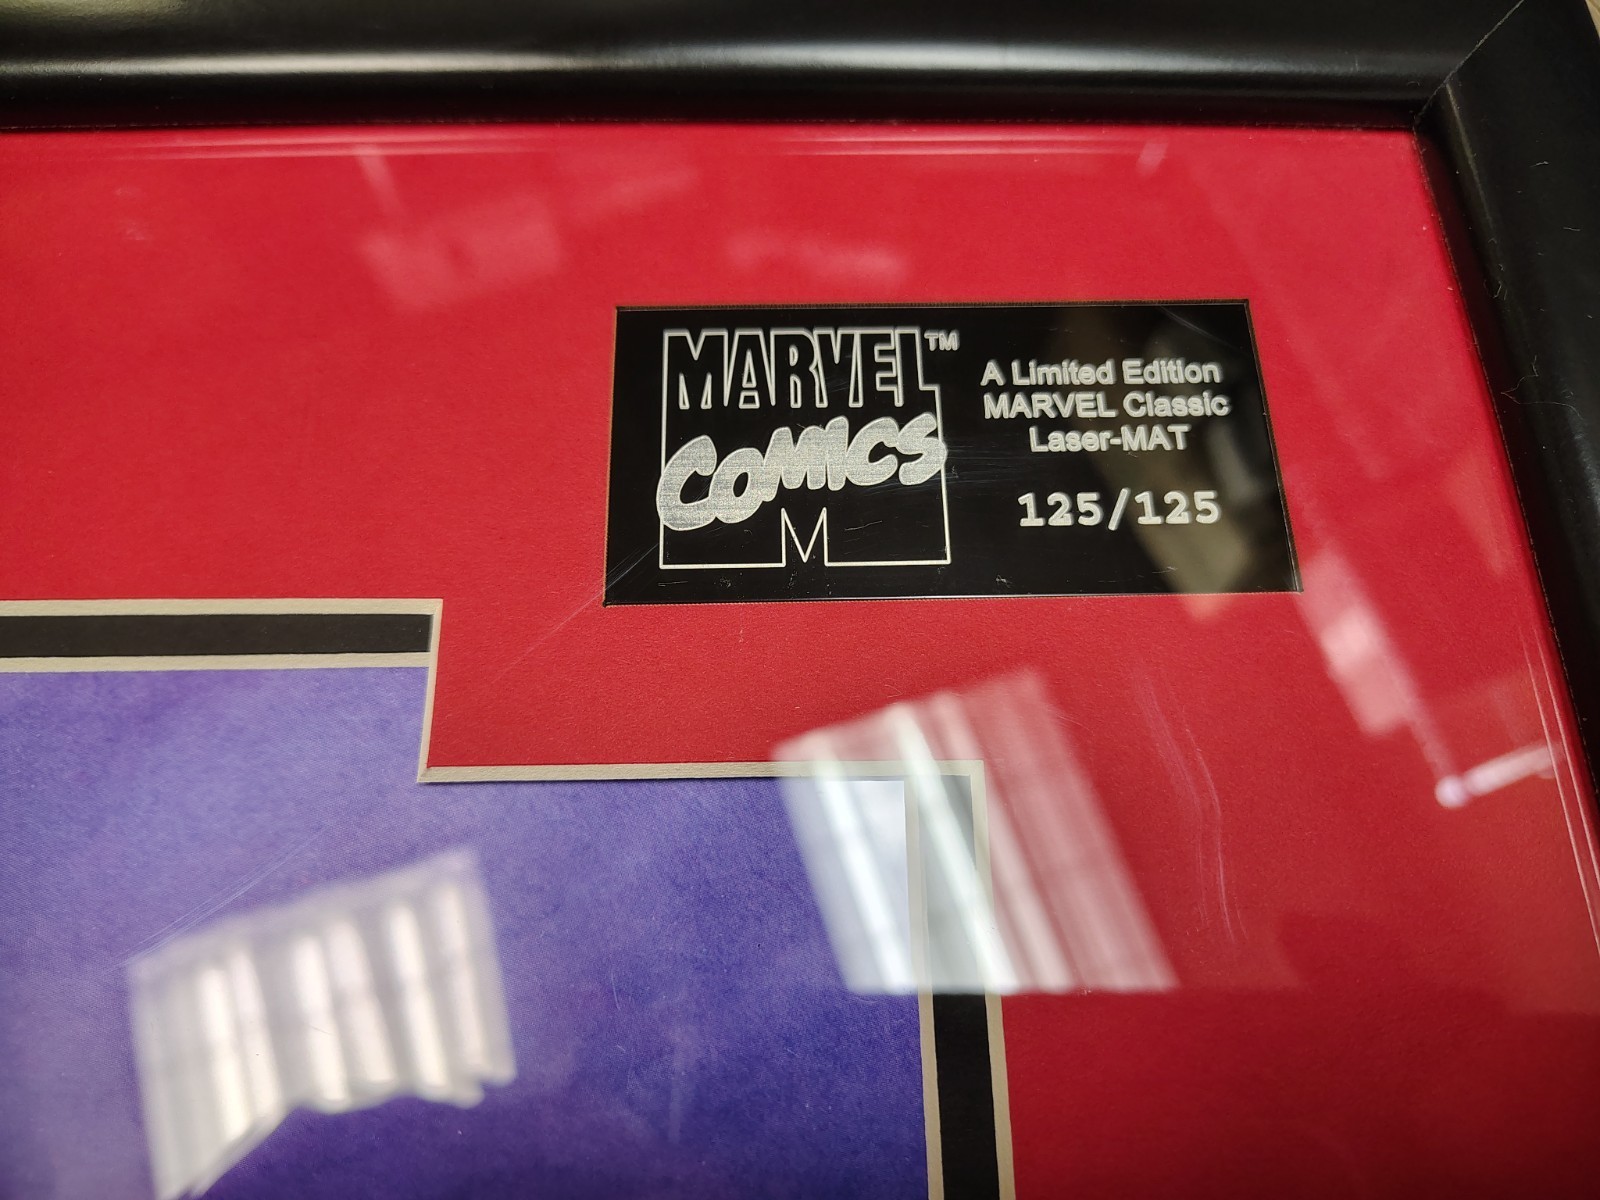 MARVEL™
COMICS
M
A Limited Edition
MARVEL Classic
Laser-MAT
125/125